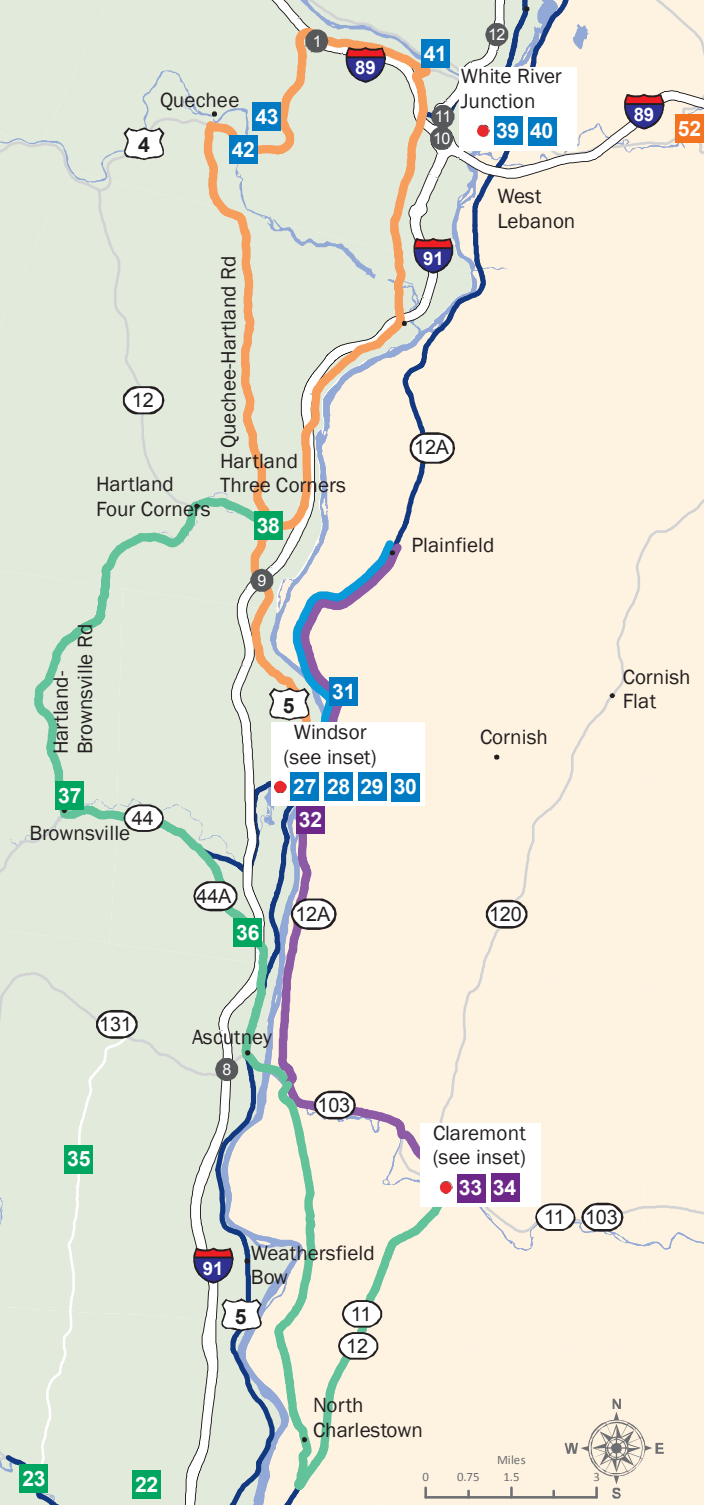 12
1
41
89
White River
Junction
Quechee
43
11
39 40
89
52
4
42
10
West
Lebanon
91
Quechee-Hartland Rd
12
12A
Hartland
Three Corners
Hartland
Four Corners
38
Plainfield
9
Hartland-
Brownsville Rd
Cornish
Flat
31
5
Windsor
(see inset)
Cornish
27 28 29 30
37
44
32
Brownsville
44A
12A
120
36
131
Ascutney
8
103
Claremont
(see inset)
35
33 34
11 103
Weathersfield
Bow
91
5
11
12
North
Charlestown
N
W E
S
Miles
0 0.75 1.5 3
23
22